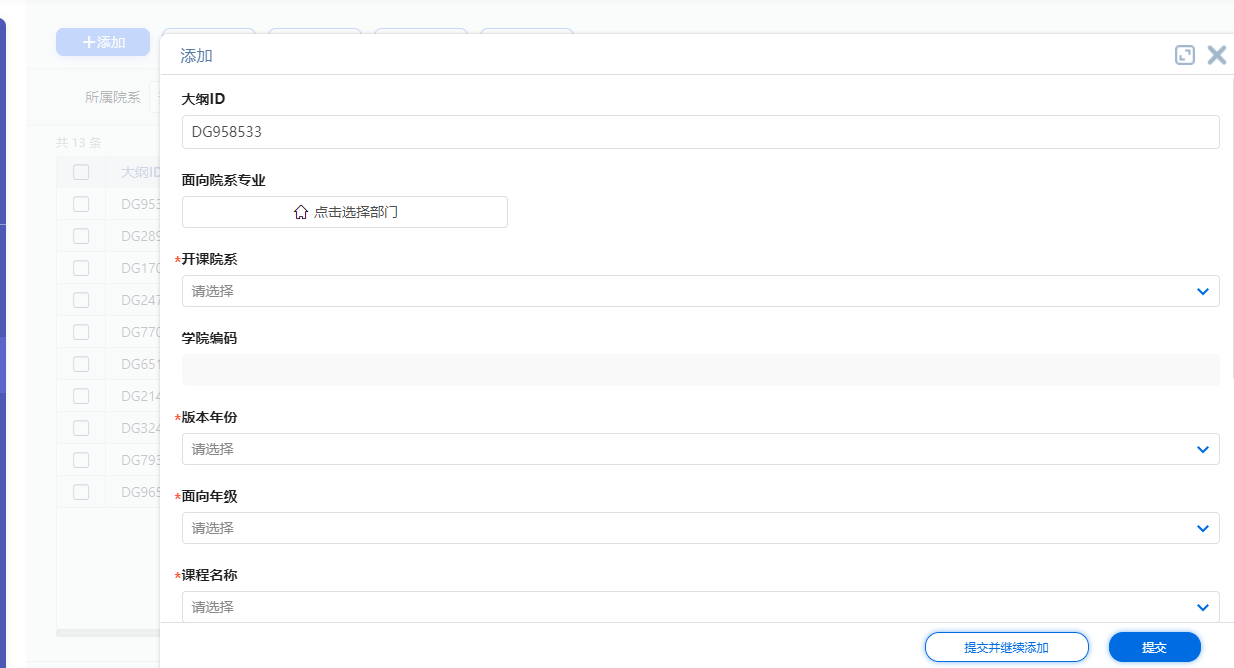 添加
添加
所属院系
大纲ID
DG958533
共 13 条
面向院系专业
大纲ID
DG953
点击选择部门
DG289
开课院系
DG170
请选择
DG247
DG770
学院编码
DG651
DG214
*版本年份
DG324
请选择
DG793
DG965
*面向年级
请选择
*课程名称
请选择
提交并继续添加
提交